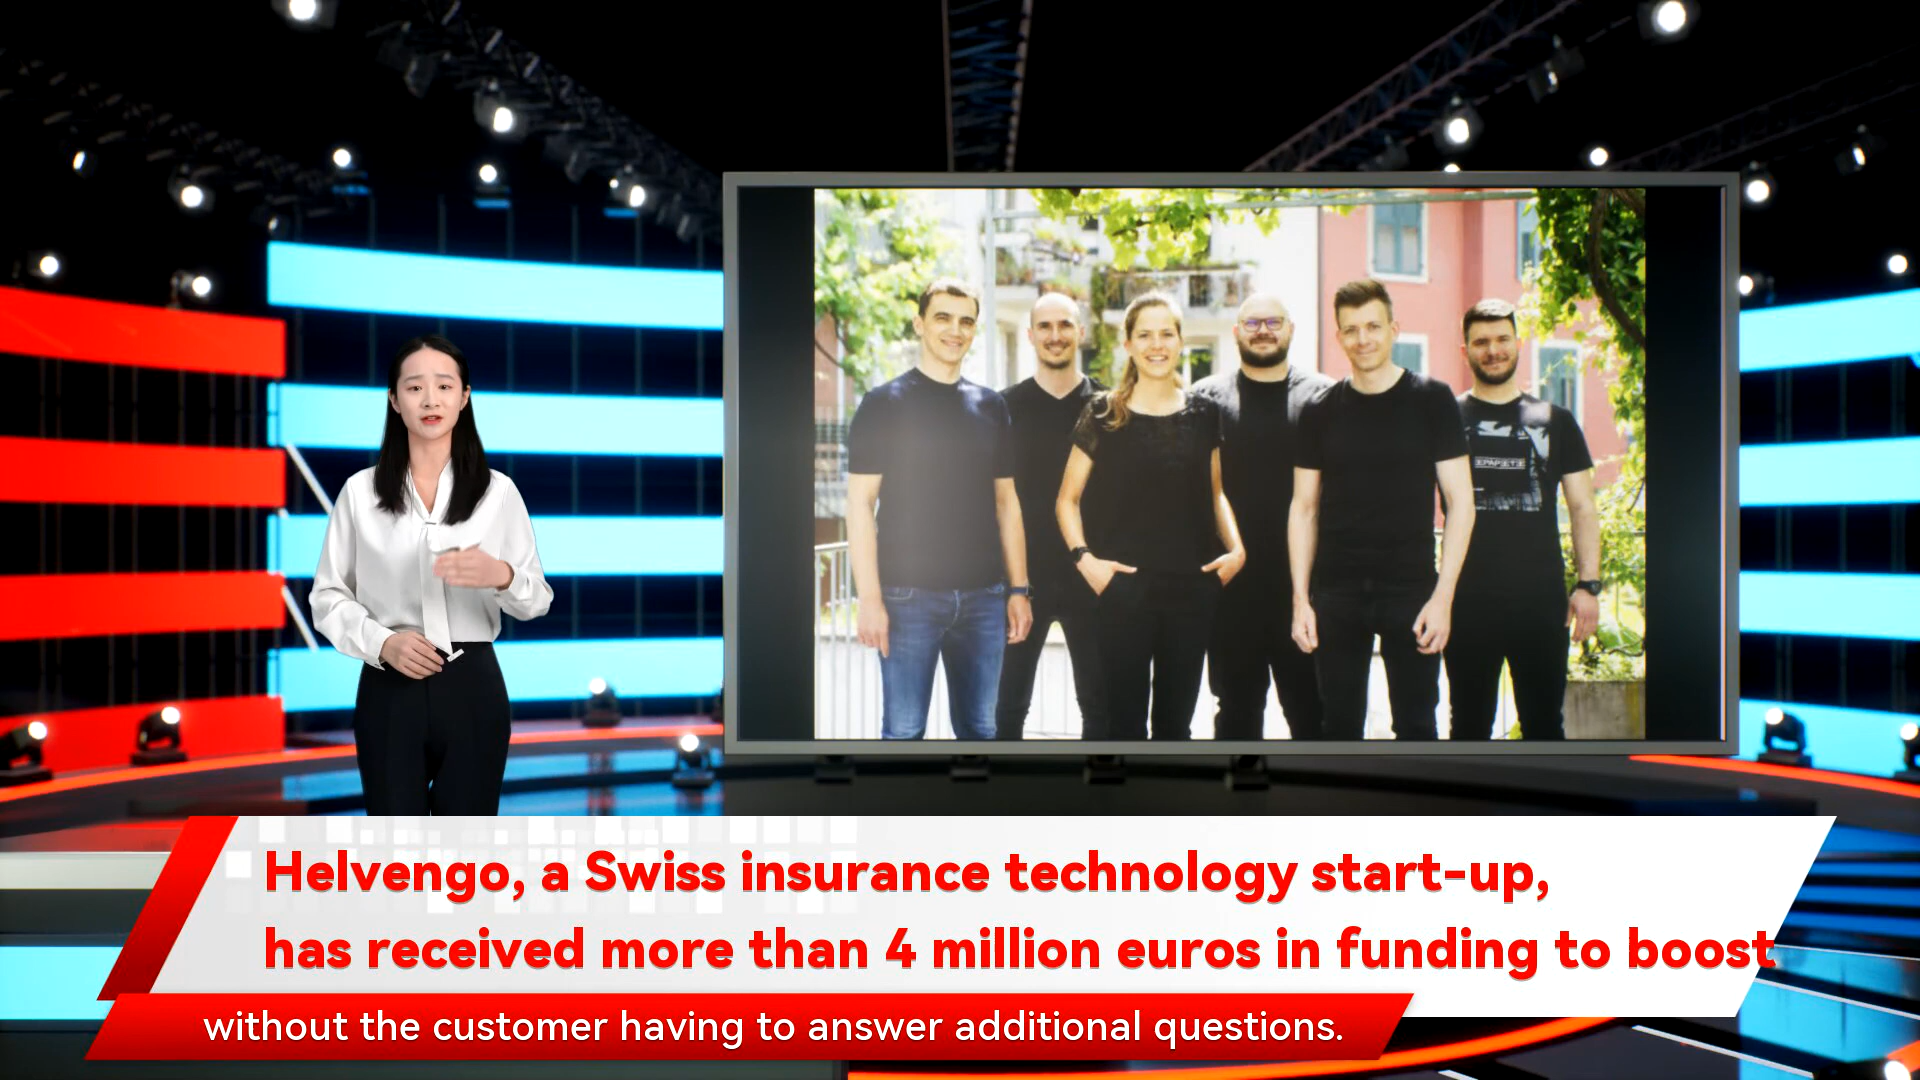 Helvengo, a Swiss insurance technology start-up,
has received more than 4 million euros in funding to boost
without the customer having to answer additional questions.